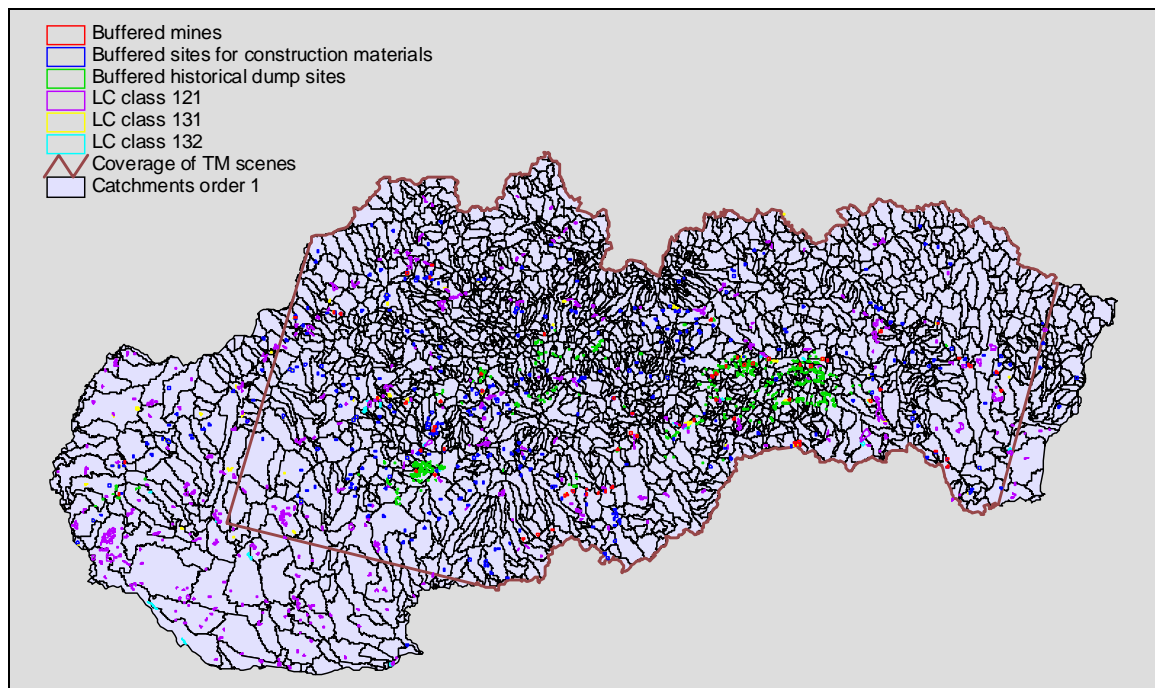 Buffered mines
Buffered sites for construction materials
Buffered historical dump sites
LC class 121
LC class 131
LC class 132
Coverage of TM scenes
Catchments order 1